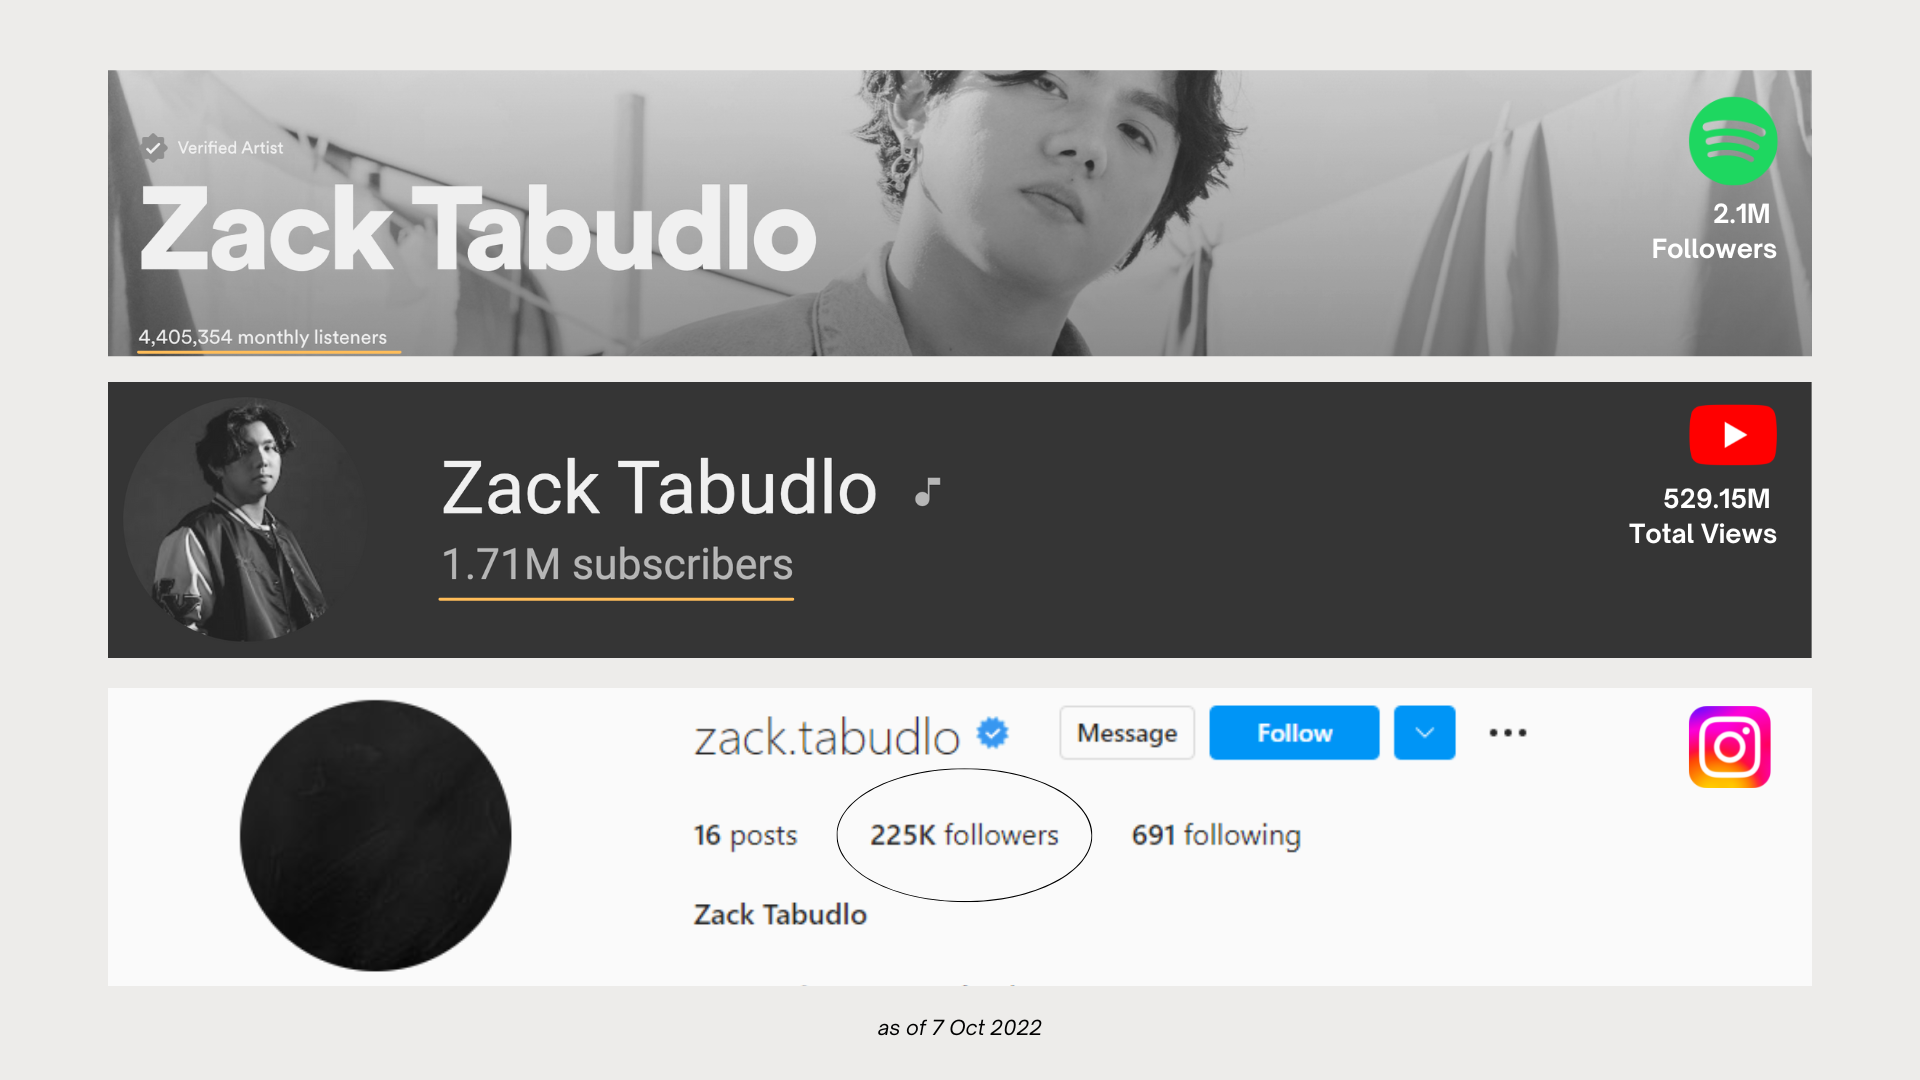 Verified Artist
Zack Tabudlo
4,405,354 monthly listeners
2.1M
Followers
Zack Tabudlo
1.71M subscribers
529.15M
Total Views
zack.tabudlo Message Follow
16 posts 225K followers 691 following
Zack Tabudlo
as of 7 Oct 2022